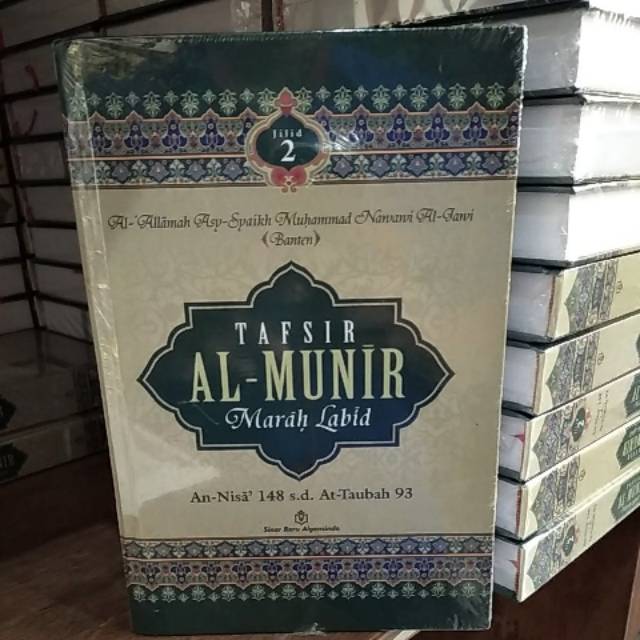 Jilid
2
Al-'Allāmah Asy-Syaikh Muḥammad Nawawi Al-Jawi
(Banten)
TAFSIR
AL-MUNĪR
Marāḥ Labīd
An-Nisā' 148 s.d. At-Taubah 93
Sinar Baru Algensindo